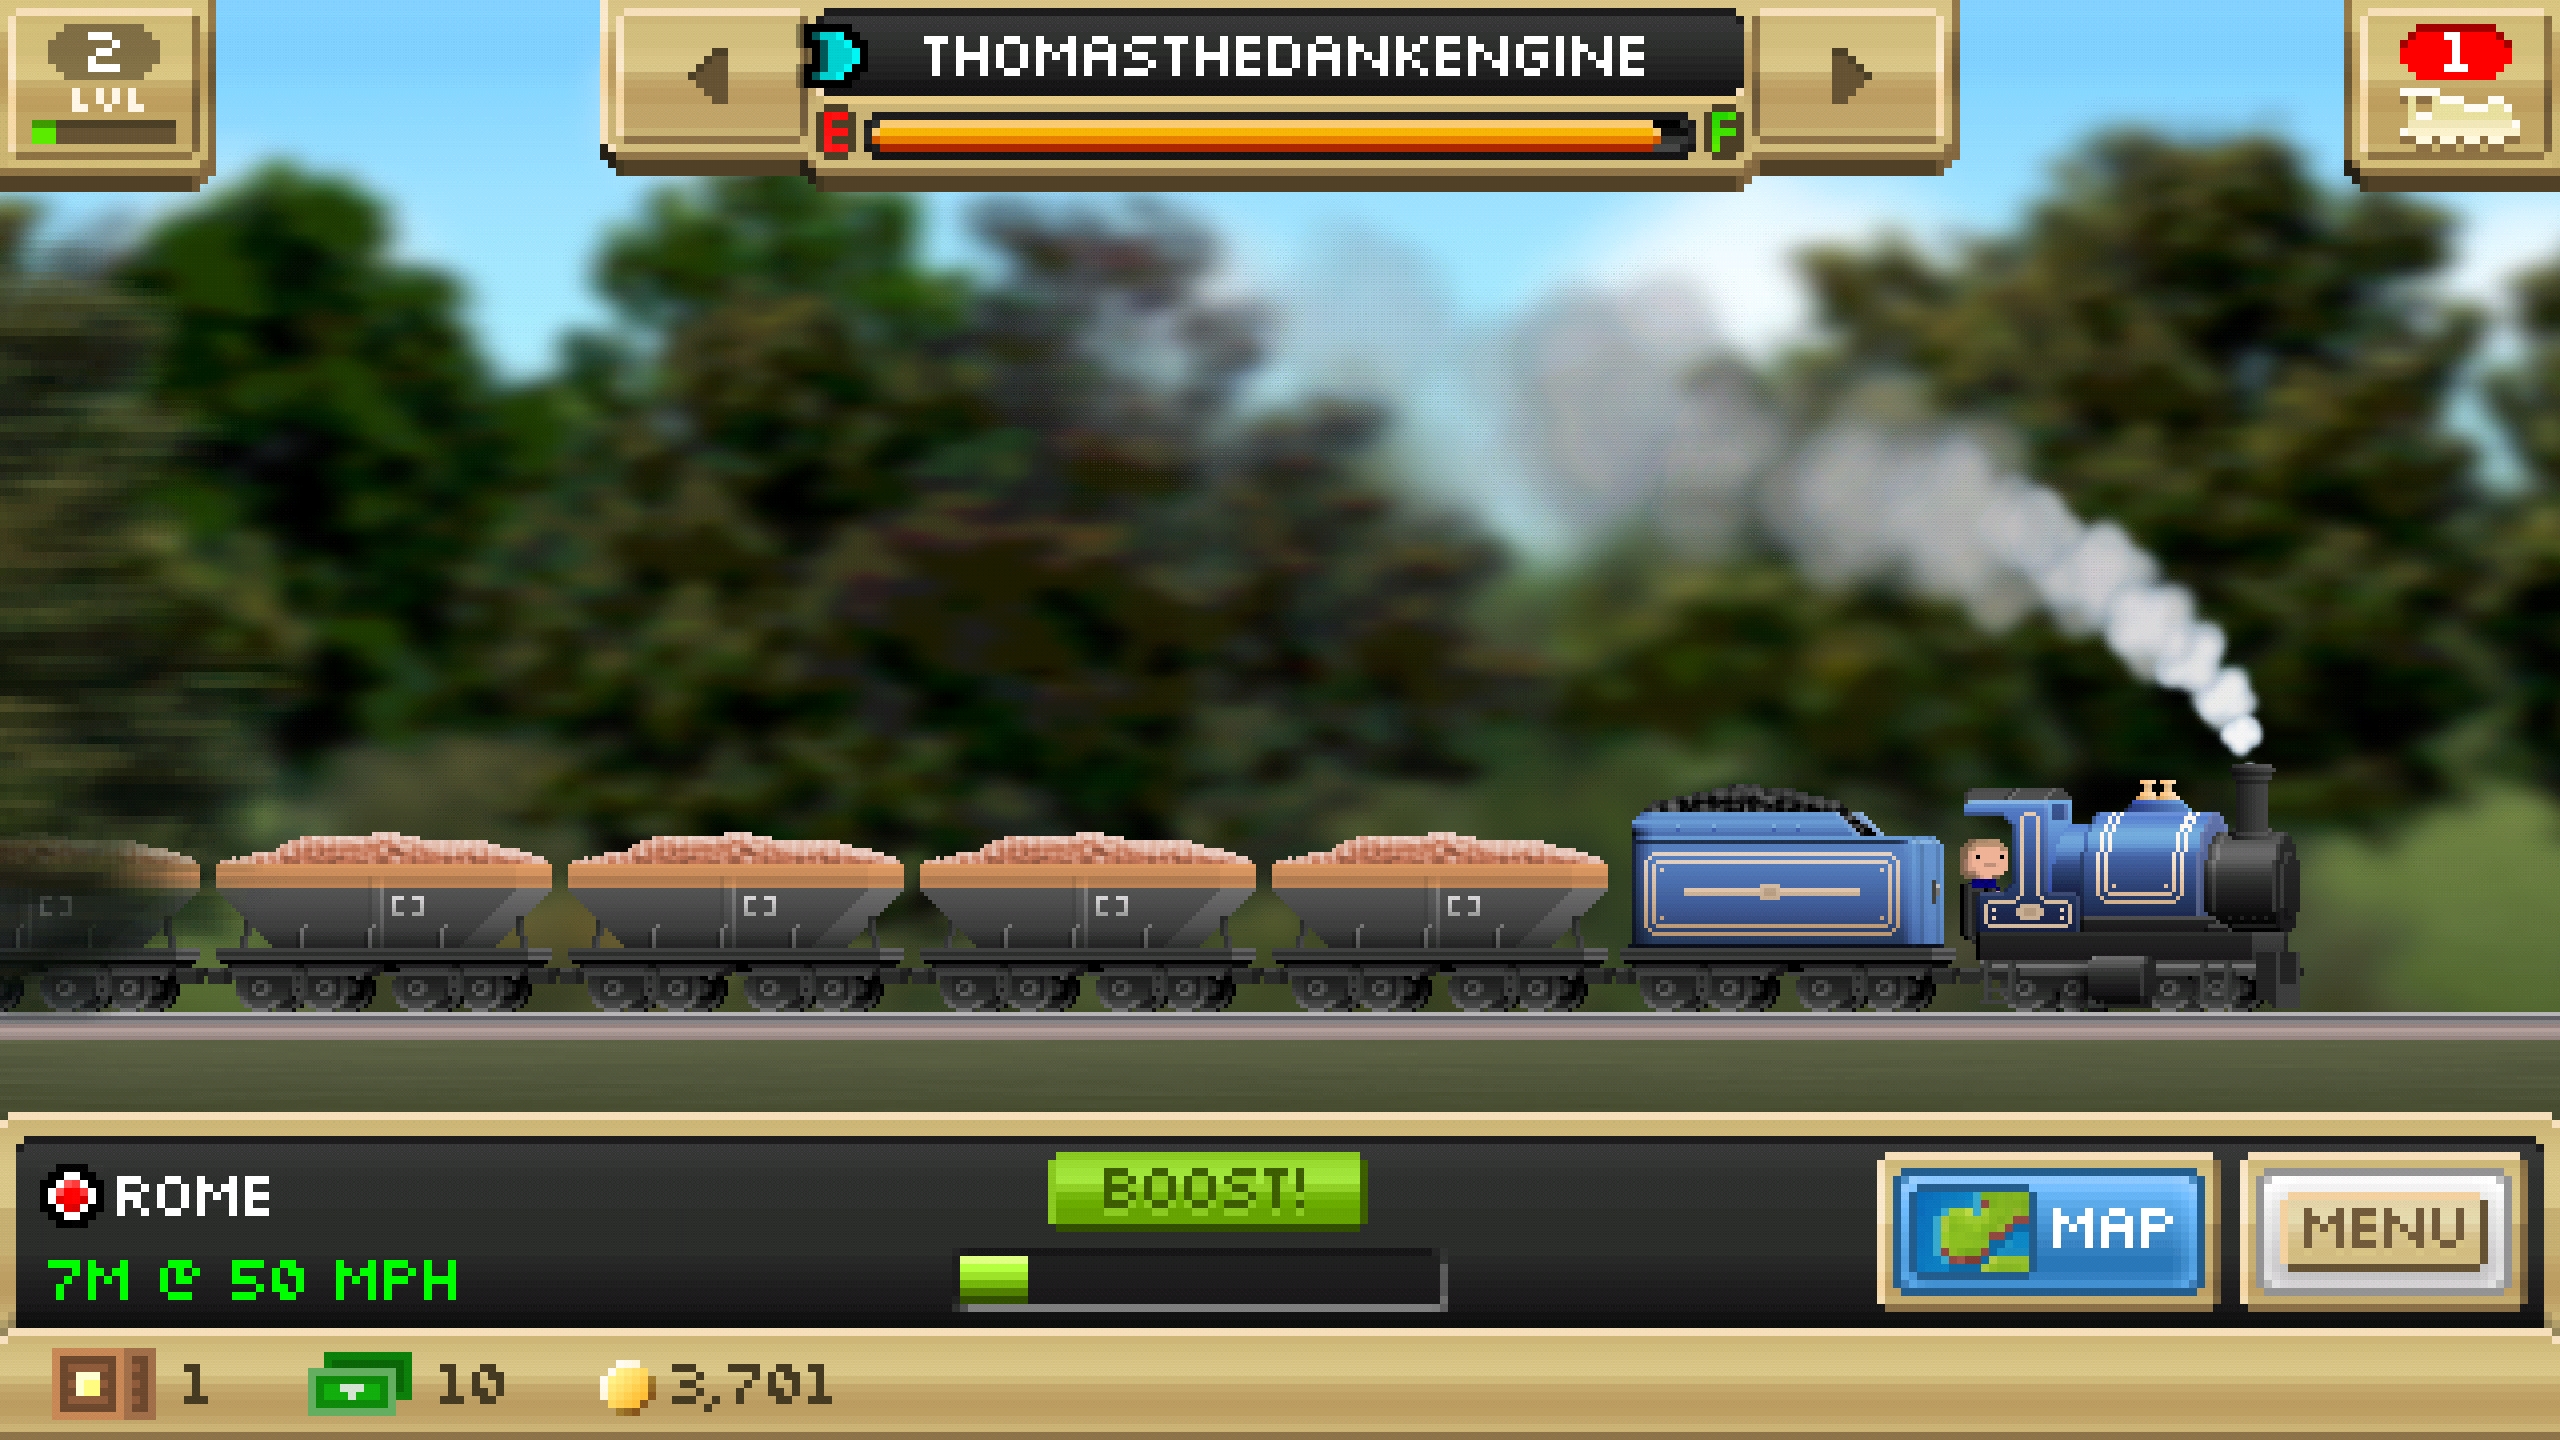 2
LVL
THOMASTHEDANKENGINE
E F
1
[]
[]
[]
[]
[]
ROME
7M @ 50 MPH
BOOST!
MAP
MENU
1
10
3,701